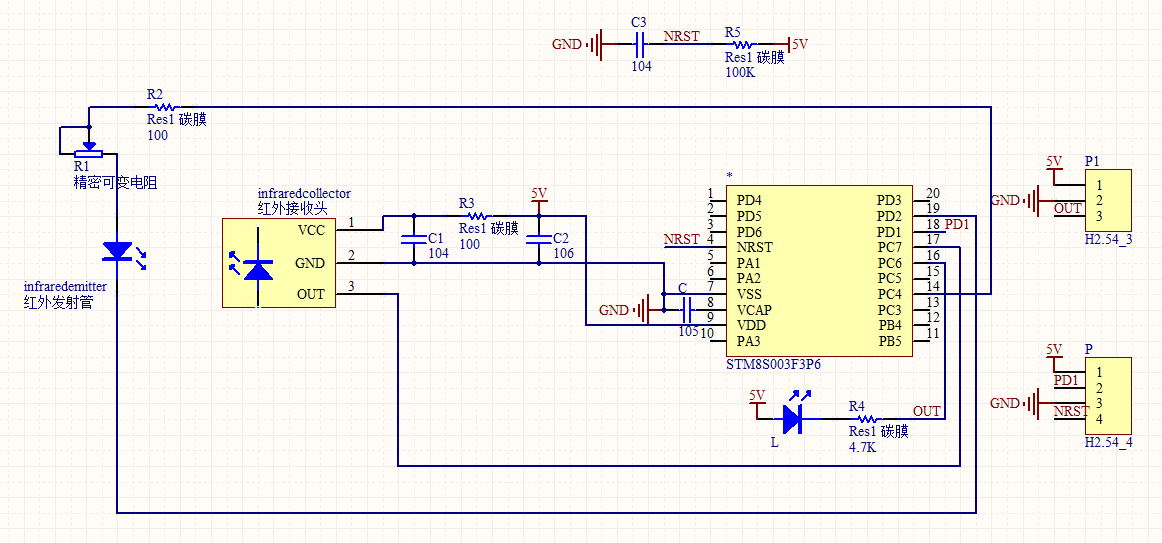 C3
GND
NRST
104
R5
5V
Res1 碳膜
100K
R2
Res1 碳膜
100
R1
精密可变电阻
infraredcollector
红外接收头
VCC
1
GND
2
OUT
3
R3
Res1 碳膜
100
5V
C1
104
C2
106
infraredemitter
红外发射管
*
1
PD4
PD3
20
2
PD5
PD2
19
3
PD6
PD1
18
PD1
NRST
4
NRST
PC7
17
5
PA1
PC6
16
6
PA2
PC5
15
7
VSS
PC4
14
GND
C
105
8
VCAP
PC3
13
9
VDD
PB4
12
10
PA3
PB5
11
STM8S003F3P6
5V
L
R4
Res1 碳膜
4.7K
OUT
5V
P1
1
GND
2
OUT
3
H2.54_3
5V
P
1
PD1
2
GND
3
NRST
4
H2.54_4